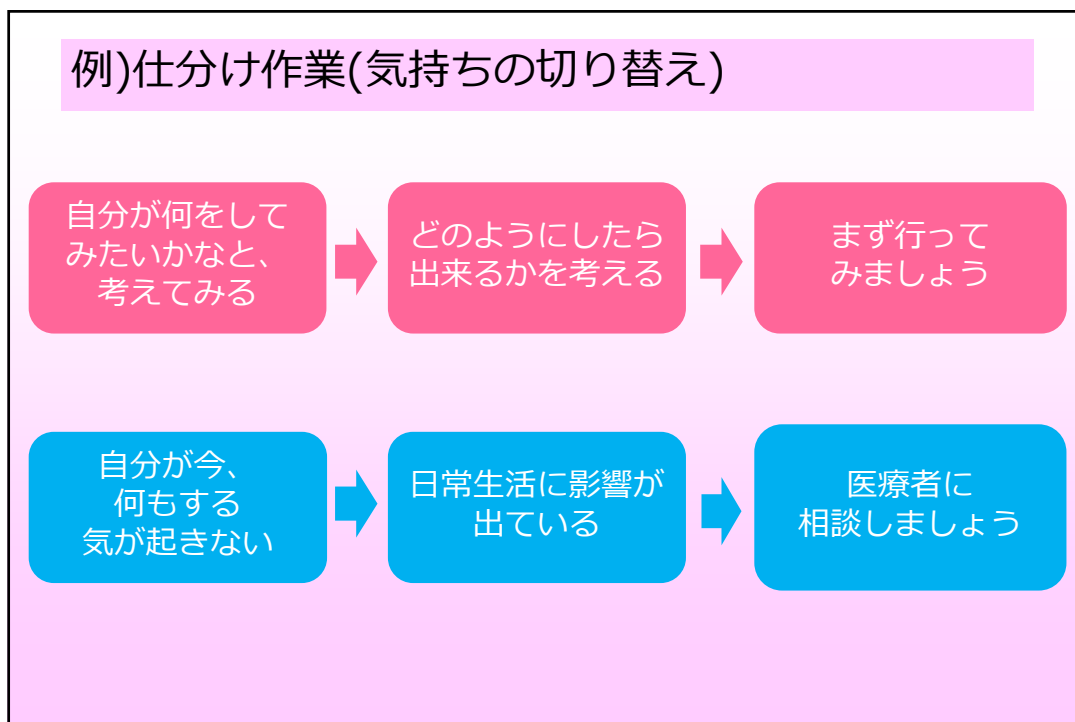 例)仕分け作業(気持ちの切り替え)
自分が何をして
みたいかなと、
考えてみる
どのようにしたら
出来るかを考える
まず行って
みましょう
自分が今、
何もする
気が起きない
日常生活に影響が
出ている
医療者に
相談しましょう